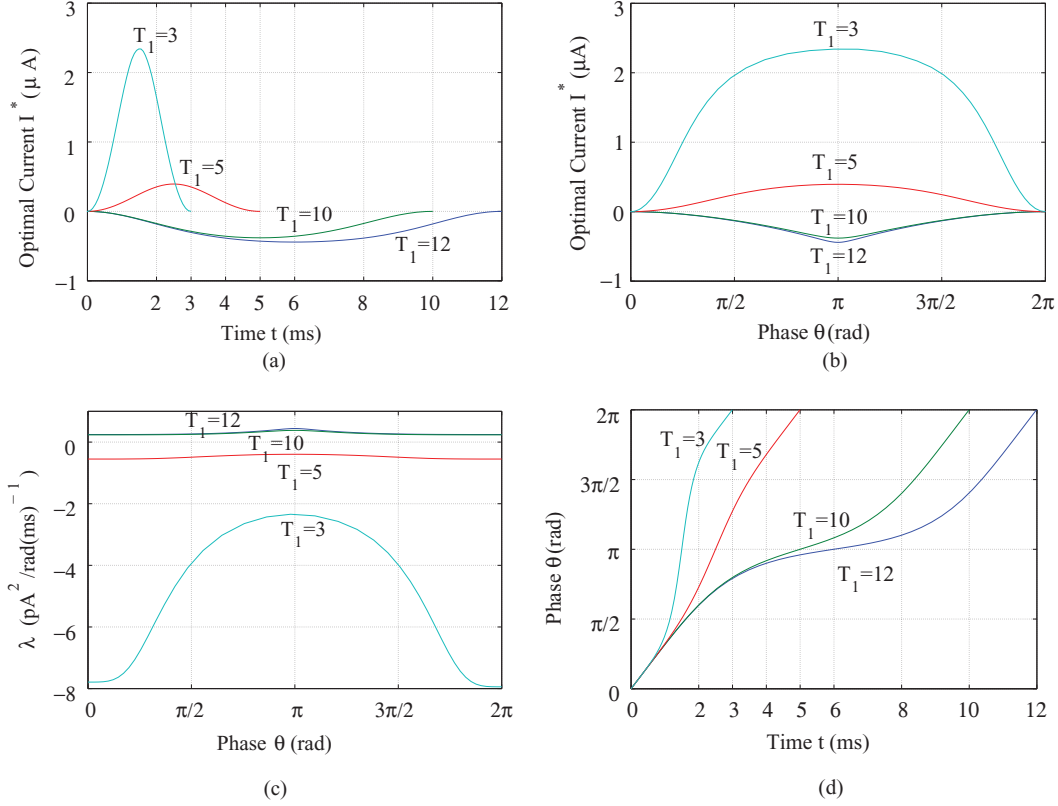 Optimal Current I* (μ A)
3
2
1
0
−1
T1=3
T1=5
T1=10
T1=12
0 2 3 4 5 6 8 10 12
Time t (ms)
(a)
Optimal Current I* (μA)
3
2
1
0
−1
T1=3
T1=5
T1=10
T1=12
0 π/2 π 3π/2 2π
Phase θ (rad)
(b)
λ (pA²/rad(ms)⁻¹)
0
−2
−4
−6
−8
T1=12
T1=10
T1=5
T1=3
0 π/2 π 3π/2 2π
Phase θ (rad)
(c)
Phase θ (rad)
2π
3π/2
π
π/2
0
T1=3
T1=5
T1=10
T1=12
0 2 3 4 5 6 8 10 12
Time t (ms)
(d)